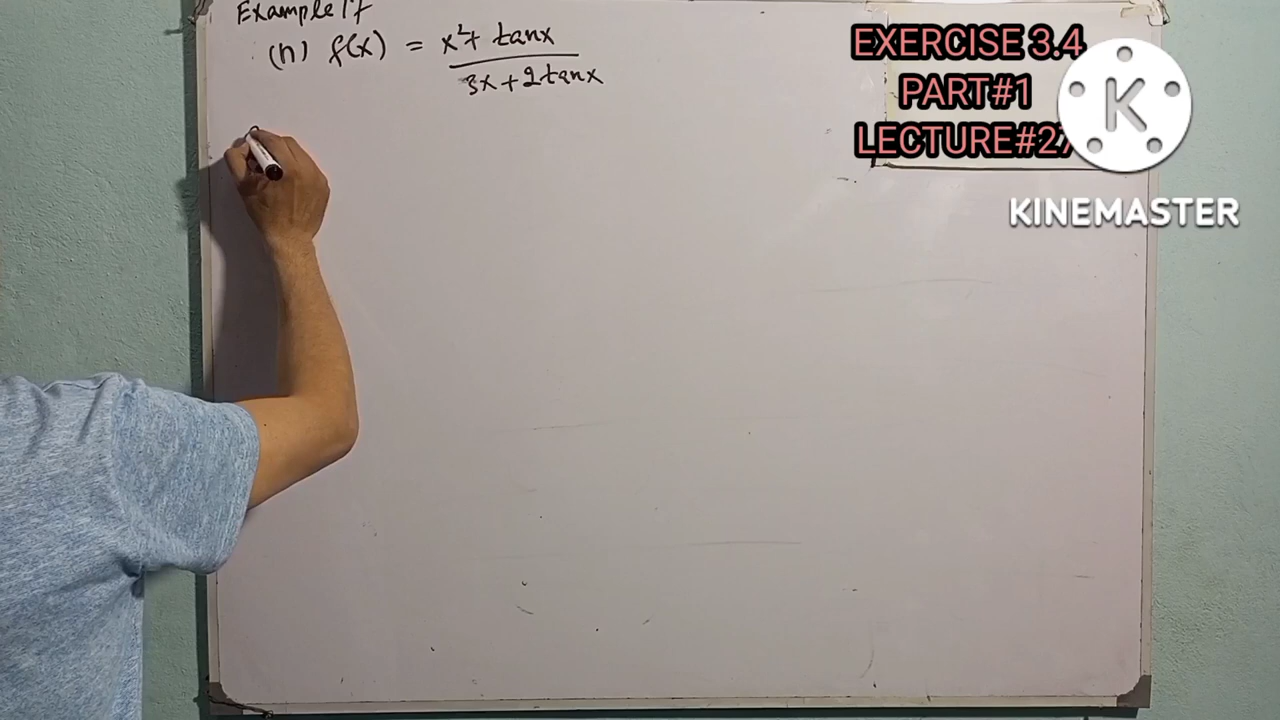 Example 17
(h) f(x) = x² + tanx
3x + 2tanx
EXERCISE 3.4
PART#1
LECTURE#27
K
KINEMASTER